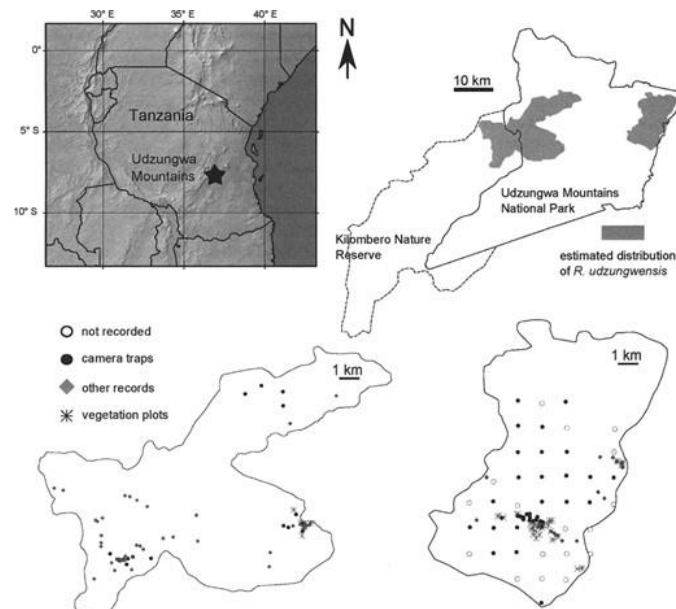 30° E 35° E 40° E
0°
5° S
10° S
Tanzania
Udzungwa
Mountains
N
10 km
Udzungwa Mountains
National Park
Kilombero Nature
Reserve
estimated distribution
of R. udzungwensis
not recorded
camera traps
other records
vegetation plots
1 km
1 km